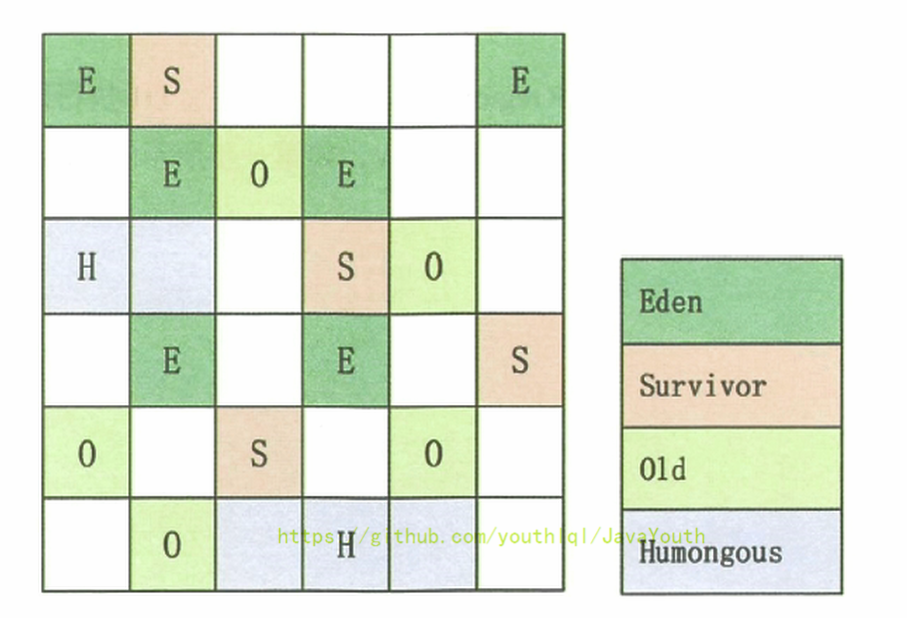 E S E
E O E
H S O
E E S
O S O
O H
https://github.com/youthlql/JavaYouth
Eden
Survivor
Old
Humongous